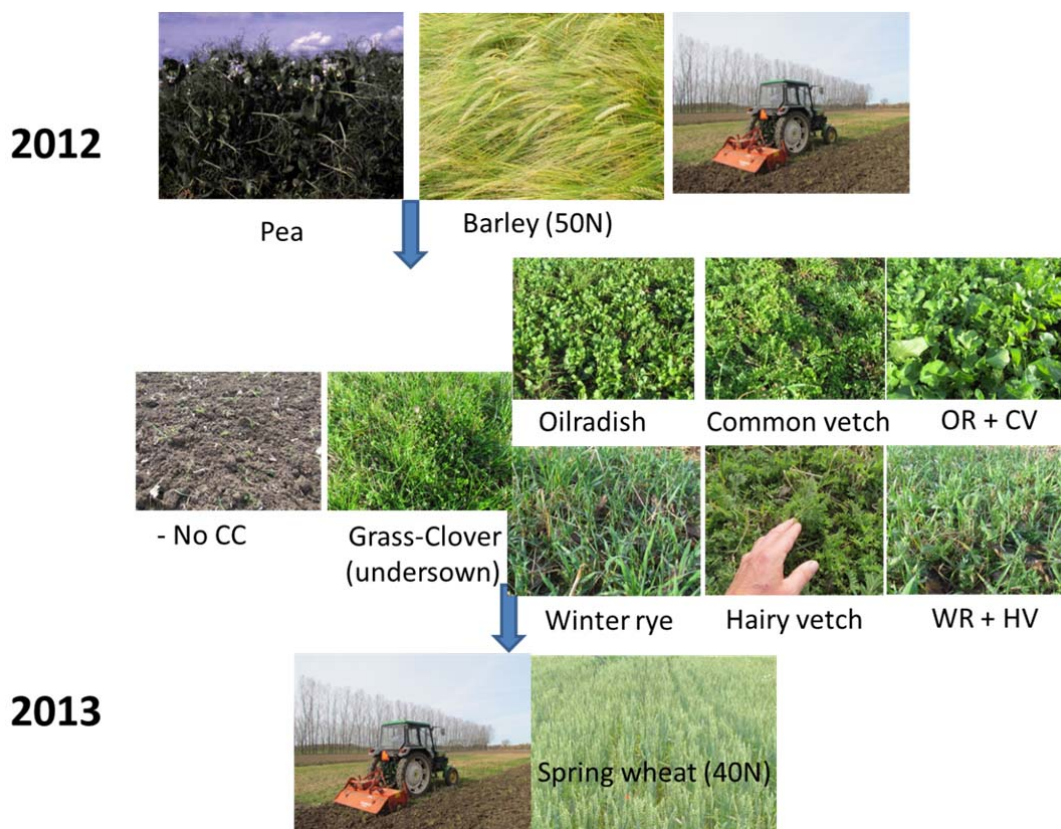 2012
Pea
Barley (50N)
Oilradish
Common vetch
OR + CV
- No CC
Grass-Clover
(undersown)
Winter rye
Hairy vetch
WR + HV
2013
Spring wheat (40N)